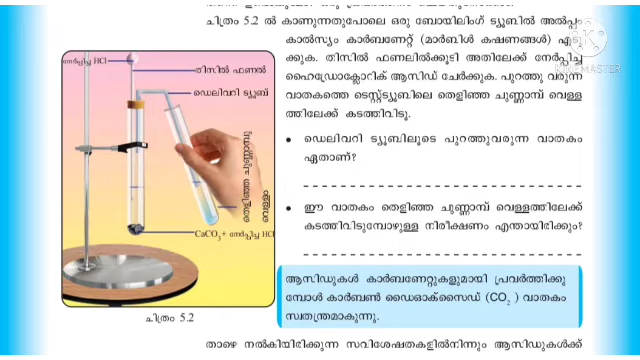 ചിത്രം 5.2 ൽ കാണുന്നതുപോലെ ഒരു ബോയിലിംഗ് ട്യൂബിൽ അൽപ്പം
കാൽസ്യം കാർബണേറ്റ് (മാർബിൾ കഷണങ്ങൾ) എടു
ക്കുക. തിസിൽ ഫണലിൽക്കൂടി അതിലേക്ക് നേർപ്പിച്ച
ഹൈഡ്രോക്ലോറിക് ആസിഡ് ചേർക്കുക. പുറത്തു വരുന്ന
വാതകത്തെ ടെസ്റ്റ്ട്യൂബിലെ തെളിഞ്ഞ ചുണ്ണാമ്പ് വെള്ള
ത്തിലേക്ക് കടത്തിവിടൂ.
നേർപ്പിച്ച HCl
തിസിൽ ഫണൽ
ഡെലിവറി ട്യൂബ്
തെളിഞ്ഞ ചുണ്ണാമ്പ്
വെള്ളം
CaCO3+ നേർപ്പിച്ച HCl
ചിത്രം 5.2
• ഡെലിവറി ട്യൂബിലൂടെ പുറത്തുവരുന്ന വാതകം
ഏതാണ്?
• ഈ വാതകം തെളിഞ്ഞ ചുണ്ണാമ്പ് വെള്ളത്തിലേക്ക്
കടത്തിവിടുമ്പോഴുള്ള നിരീക്ഷണം എന്തായിരിക്കും?
ആസിഡുകൾ കാർബണേറ്റുകളുമായി പ്രവർത്തിക്കു
മ്പോൾ കാർബൺ ഡൈഓക്സൈഡ് (CO2) വാതകം
സ്വതന്ത്രമാകുന്നു.
താഴെ നൽകിയിരിക്കുന്ന സവിശേഷതകളിൽനിന്നും ആസിഡുകൾക്ക്
KINEMASTER